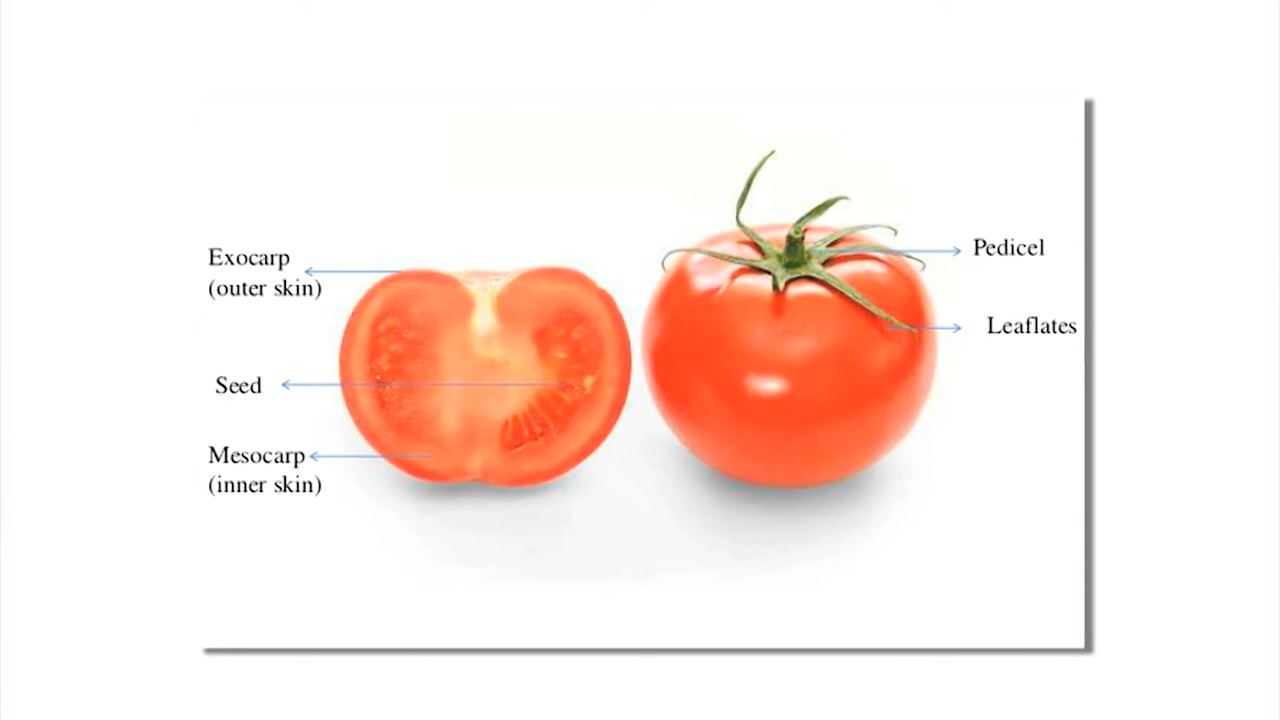 Exocarp
(outer skin)
Seed
Mesocarp
(inner skin)
Pedicel
Leaflates